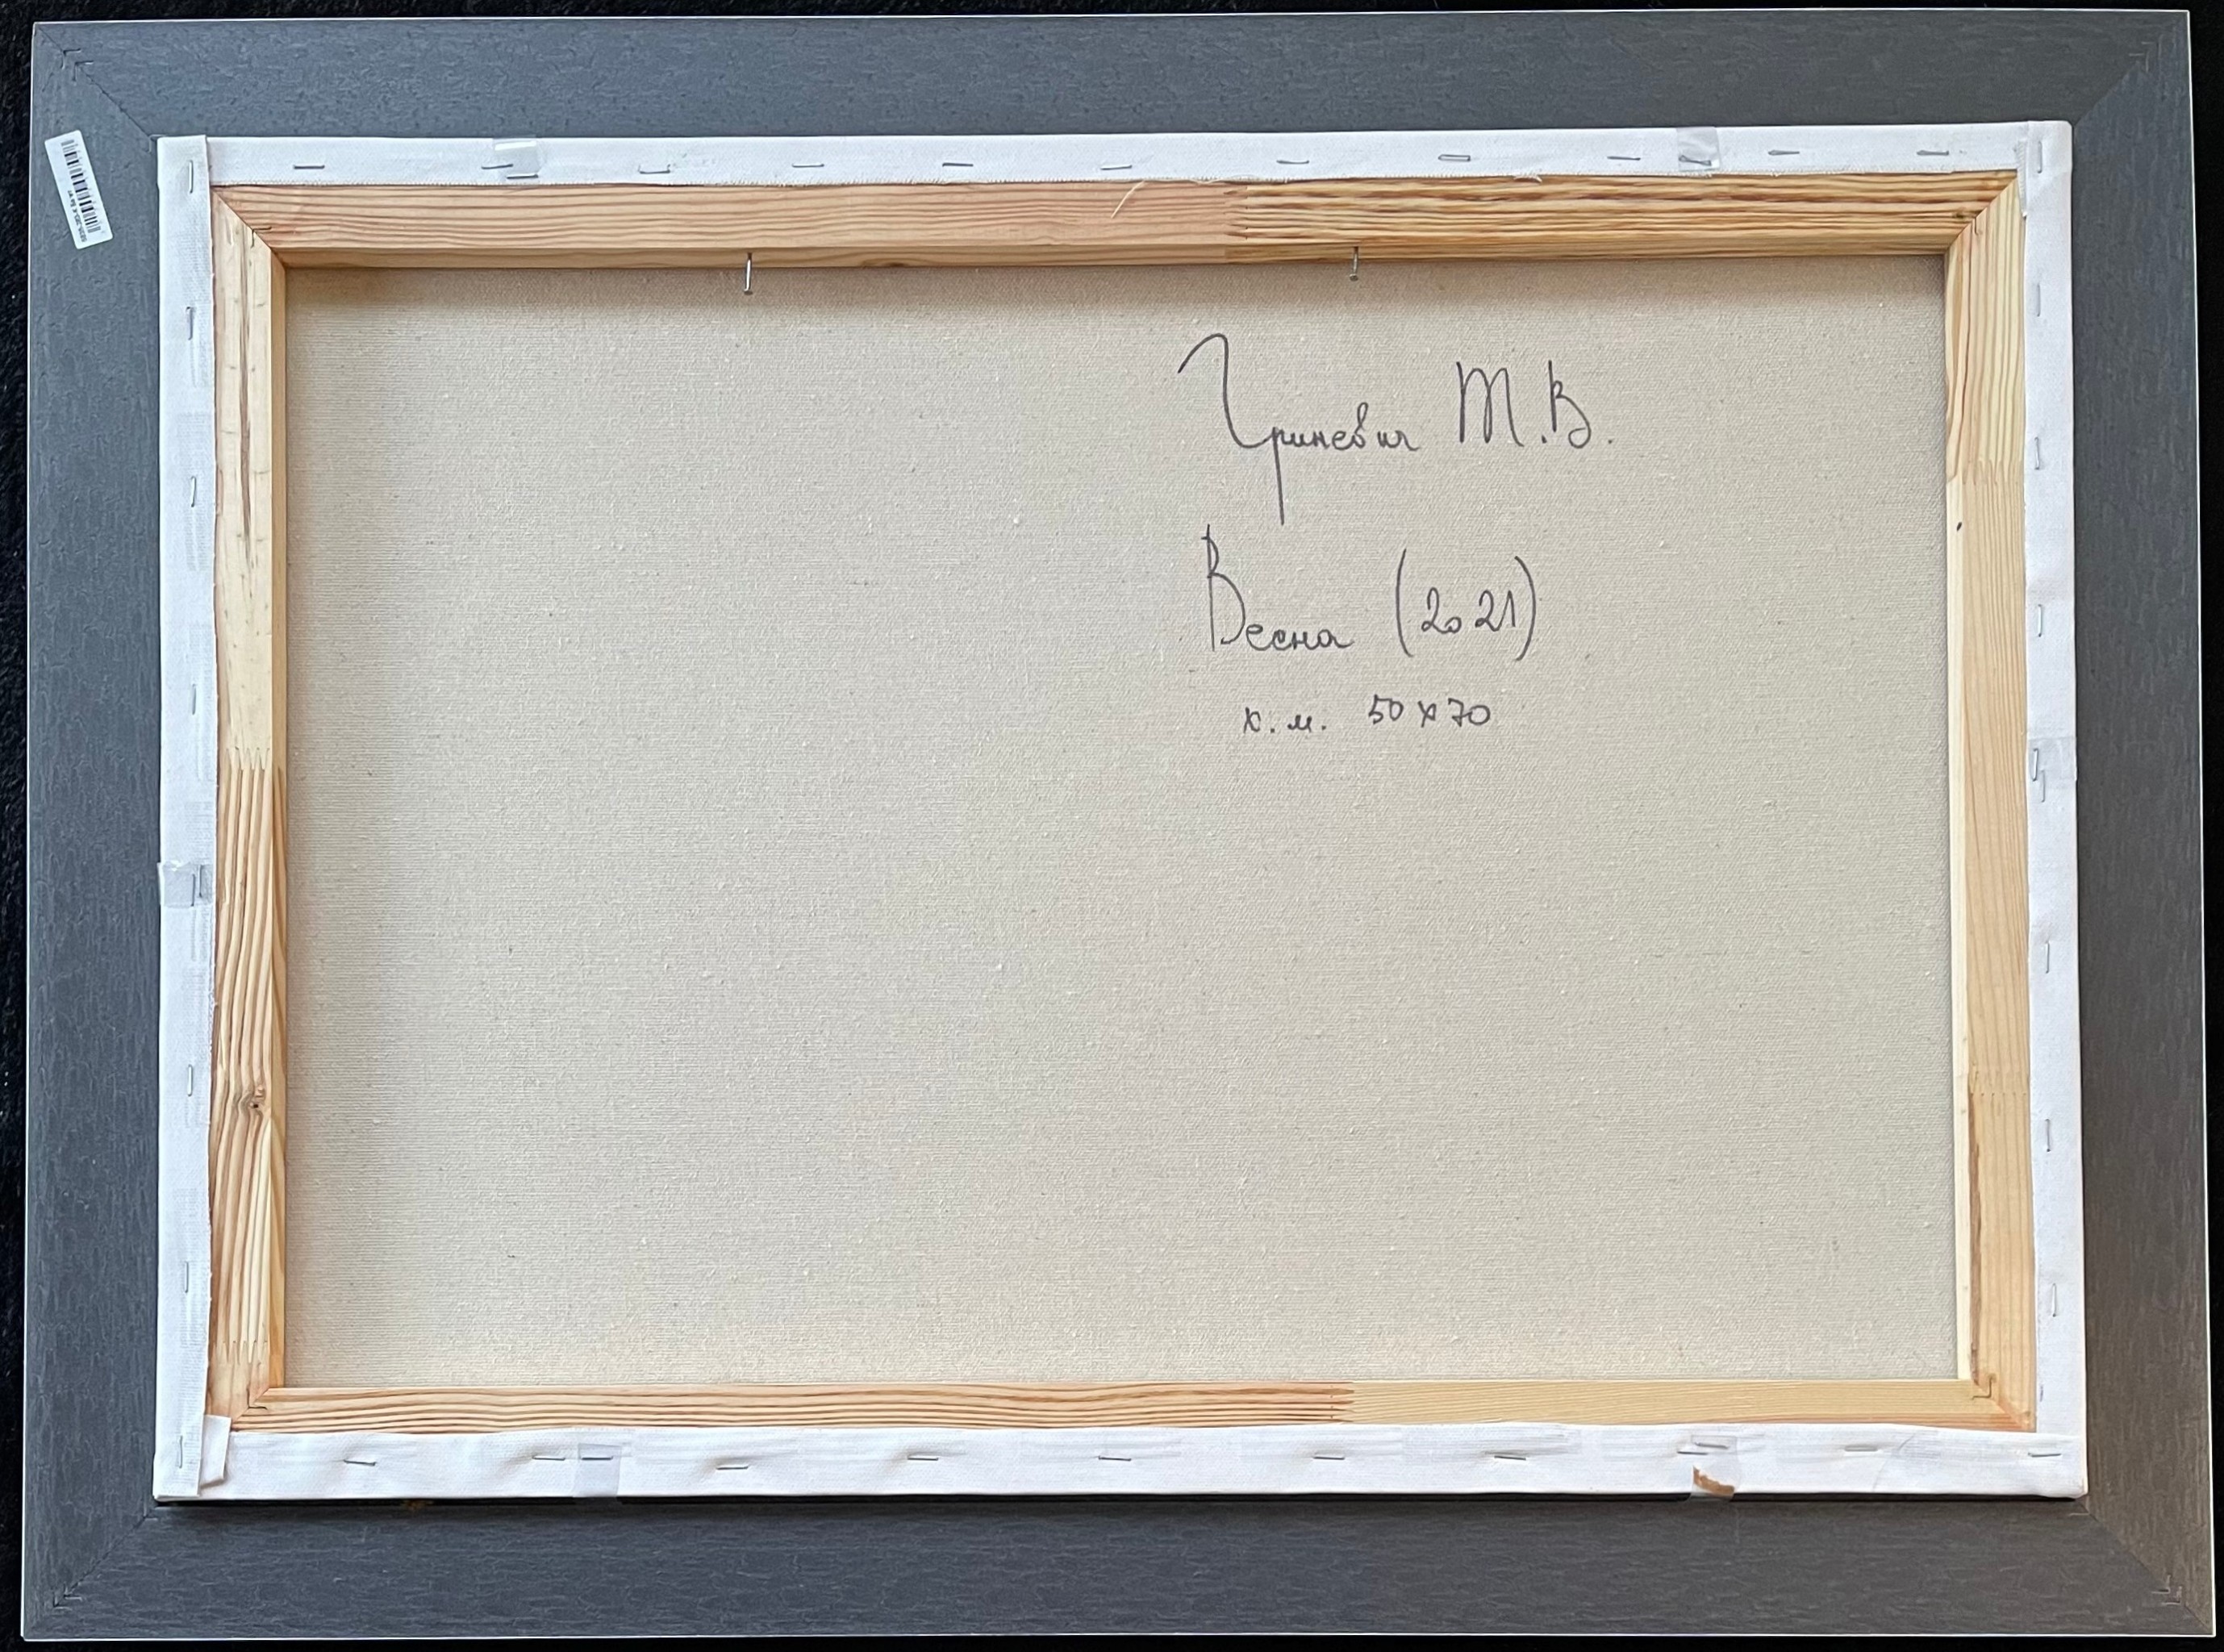 Гриневич Т.В.
Весна (2021)
х.м. 50х70